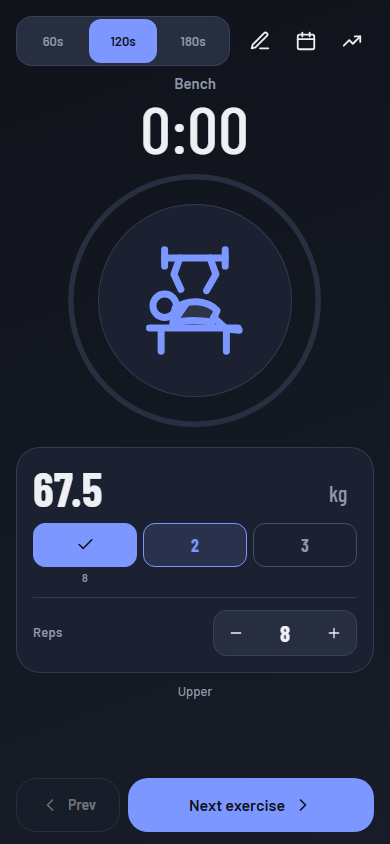 60s 120s 180s
Bench
0:00
67.5 kg
2 3
8
Reps − 8 +
Upper
Prev Next exercise